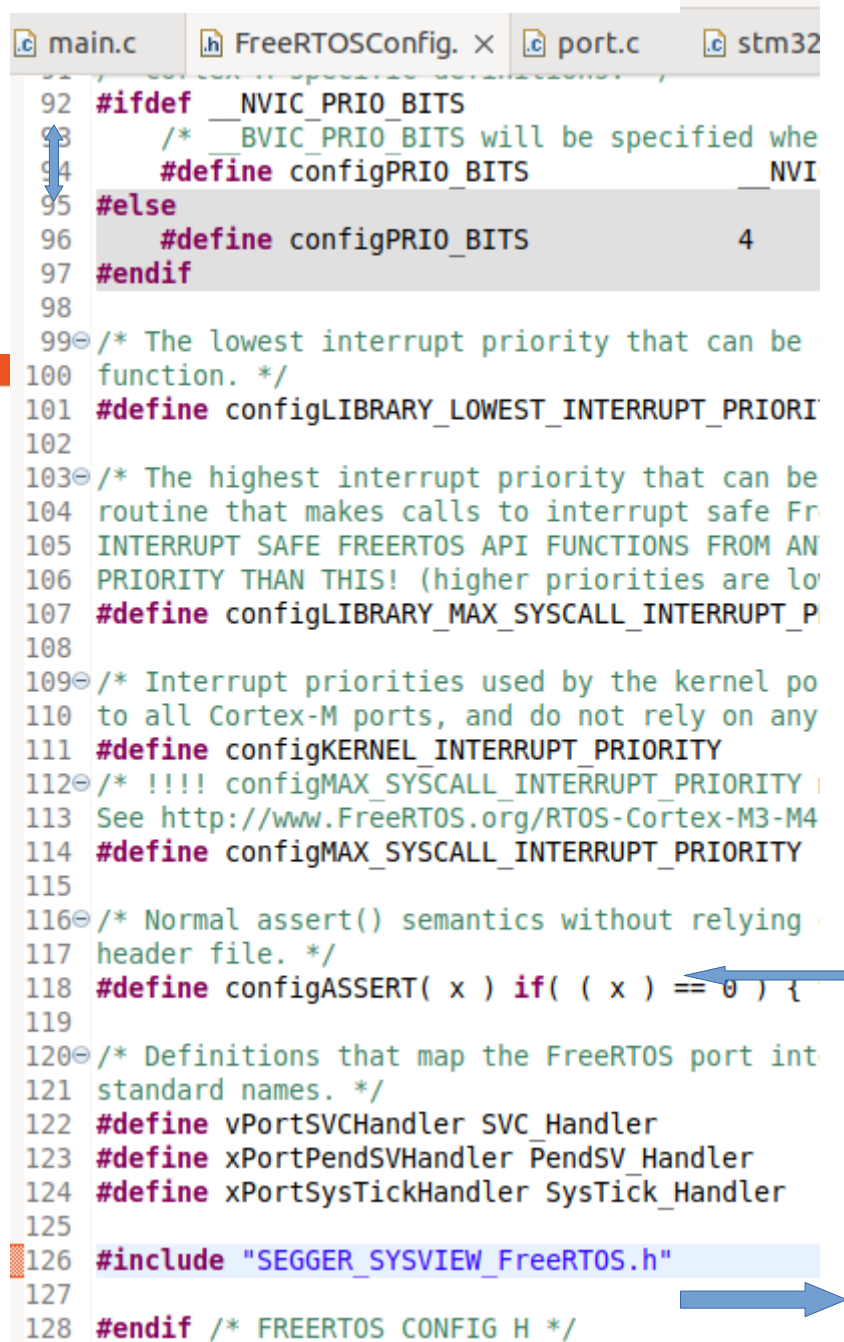 main.c FreeRTOSConfig. port.c stm32
92 #ifdef __NVIC_PRIO_BITS
93 /* __BVIC_PRIO_BITS will be specified whe
94 #define configPRIO_BITS __NVI
95 #else
96 #define configPRIO_BITS 4
97 #endif
98
99 /* The lowest interrupt priority that can be
100 function. */
101 #define configLIBRARY_LOWEST_INTERRUPT_PRIORI
102
103 /* The highest interrupt priority that can be
104 routine that makes calls to interrupt safe Fr
105 INTERRUPT SAFE FREERTOS API FUNCTIONS FROM AN
106 PRIORITY THAN THIS! (higher priorities are lo
107 #define configLIBRARY_MAX_SYSCALL_INTERRUPT_P
108
109 /* Interrupt priorities used by the kernel po
110 to all Cortex-M ports, and do not rely on any
111 #define configKERNEL_INTERRUPT_PRIORITY
112 /* !!!! configMAX_SYSCALL_INTERRUPT_PRIORITY
113 See http://www.FreeRTOS.org/RTOS-Cortex-M3-M4
114 #define configMAX_SYSCALL_INTERRUPT_PRIORITY
115
116 /* Normal assert() semantics without relying
117 header file. */
118 #define configASSERT( x ) if( ( x ) == 0 ) {
119
120 /* Definitions that map the FreeRTOS port int
121 standard names. */
122 #define vPortSVCHandler SVC_Handler
123 #define xPortPendSVHandler PendSV_Handler
124 #define xPortSysTickHandler SysTick_Handler
125
126 #include "SEGGER_SYSVIEW_FreeRTOS.h"
127
128 #endif /* FREERTOS_CONFIG_H */